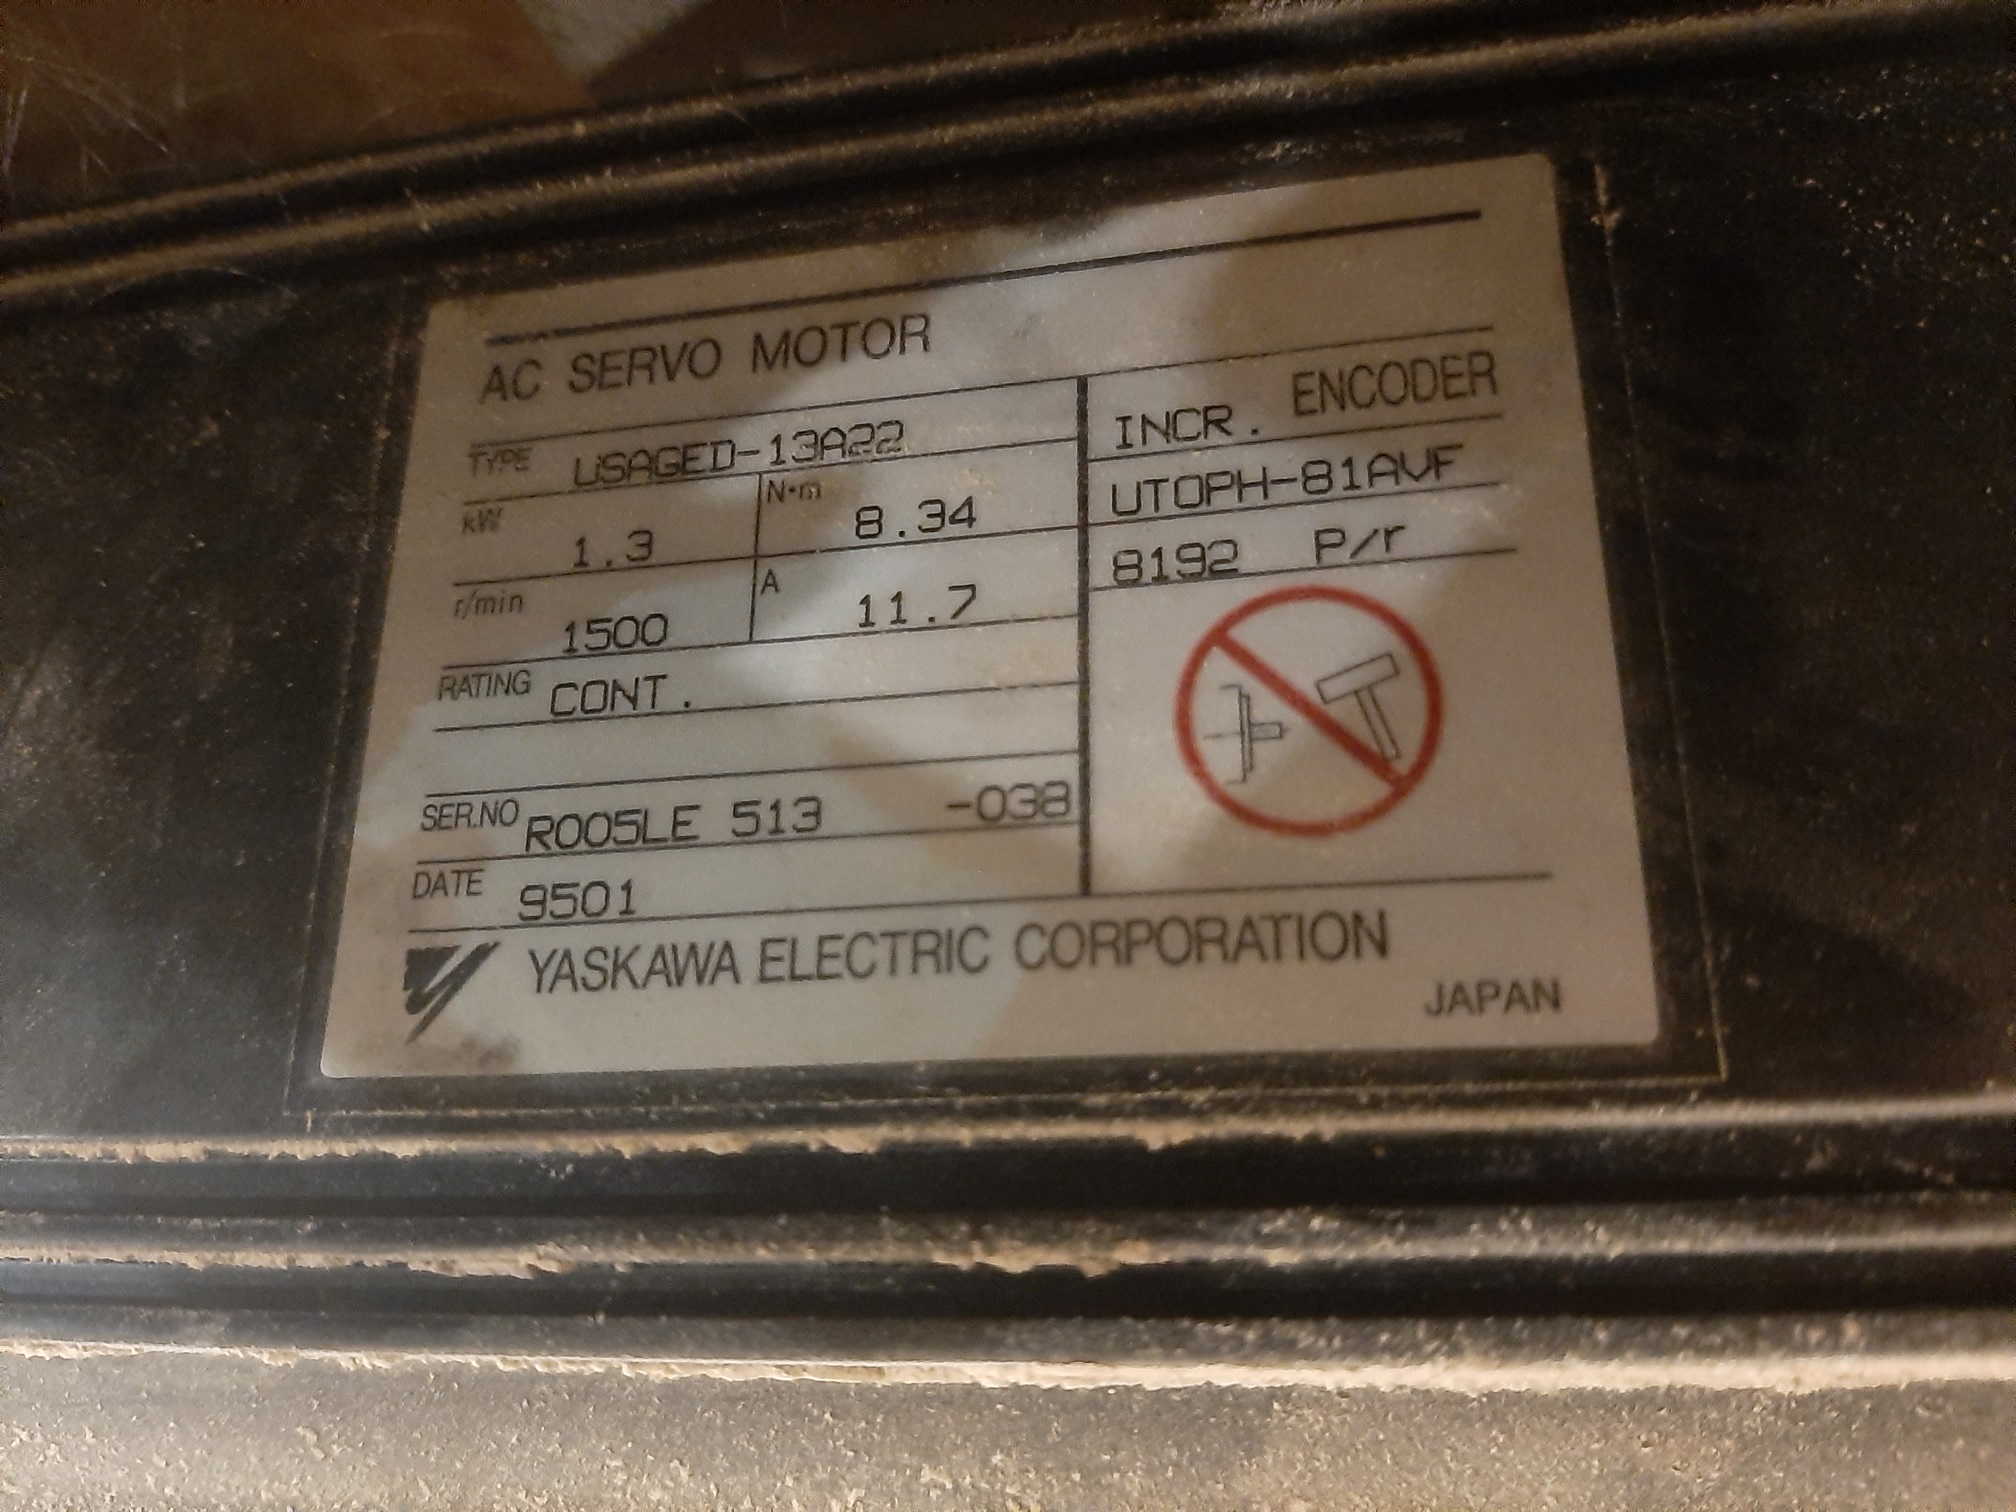 AC SERVO MOTOR
TYPE USAGED-13A22
kW 1.3 N·m 8.34
r/min 1500 A 11.7
RATING CONT.
SER.NO R005LE 513 -038
DATE 9501
INCR. ENCODER
UTOPH-81AVF
8192 P/r
YASKAWA ELECTRIC CORPORATION
JAPAN